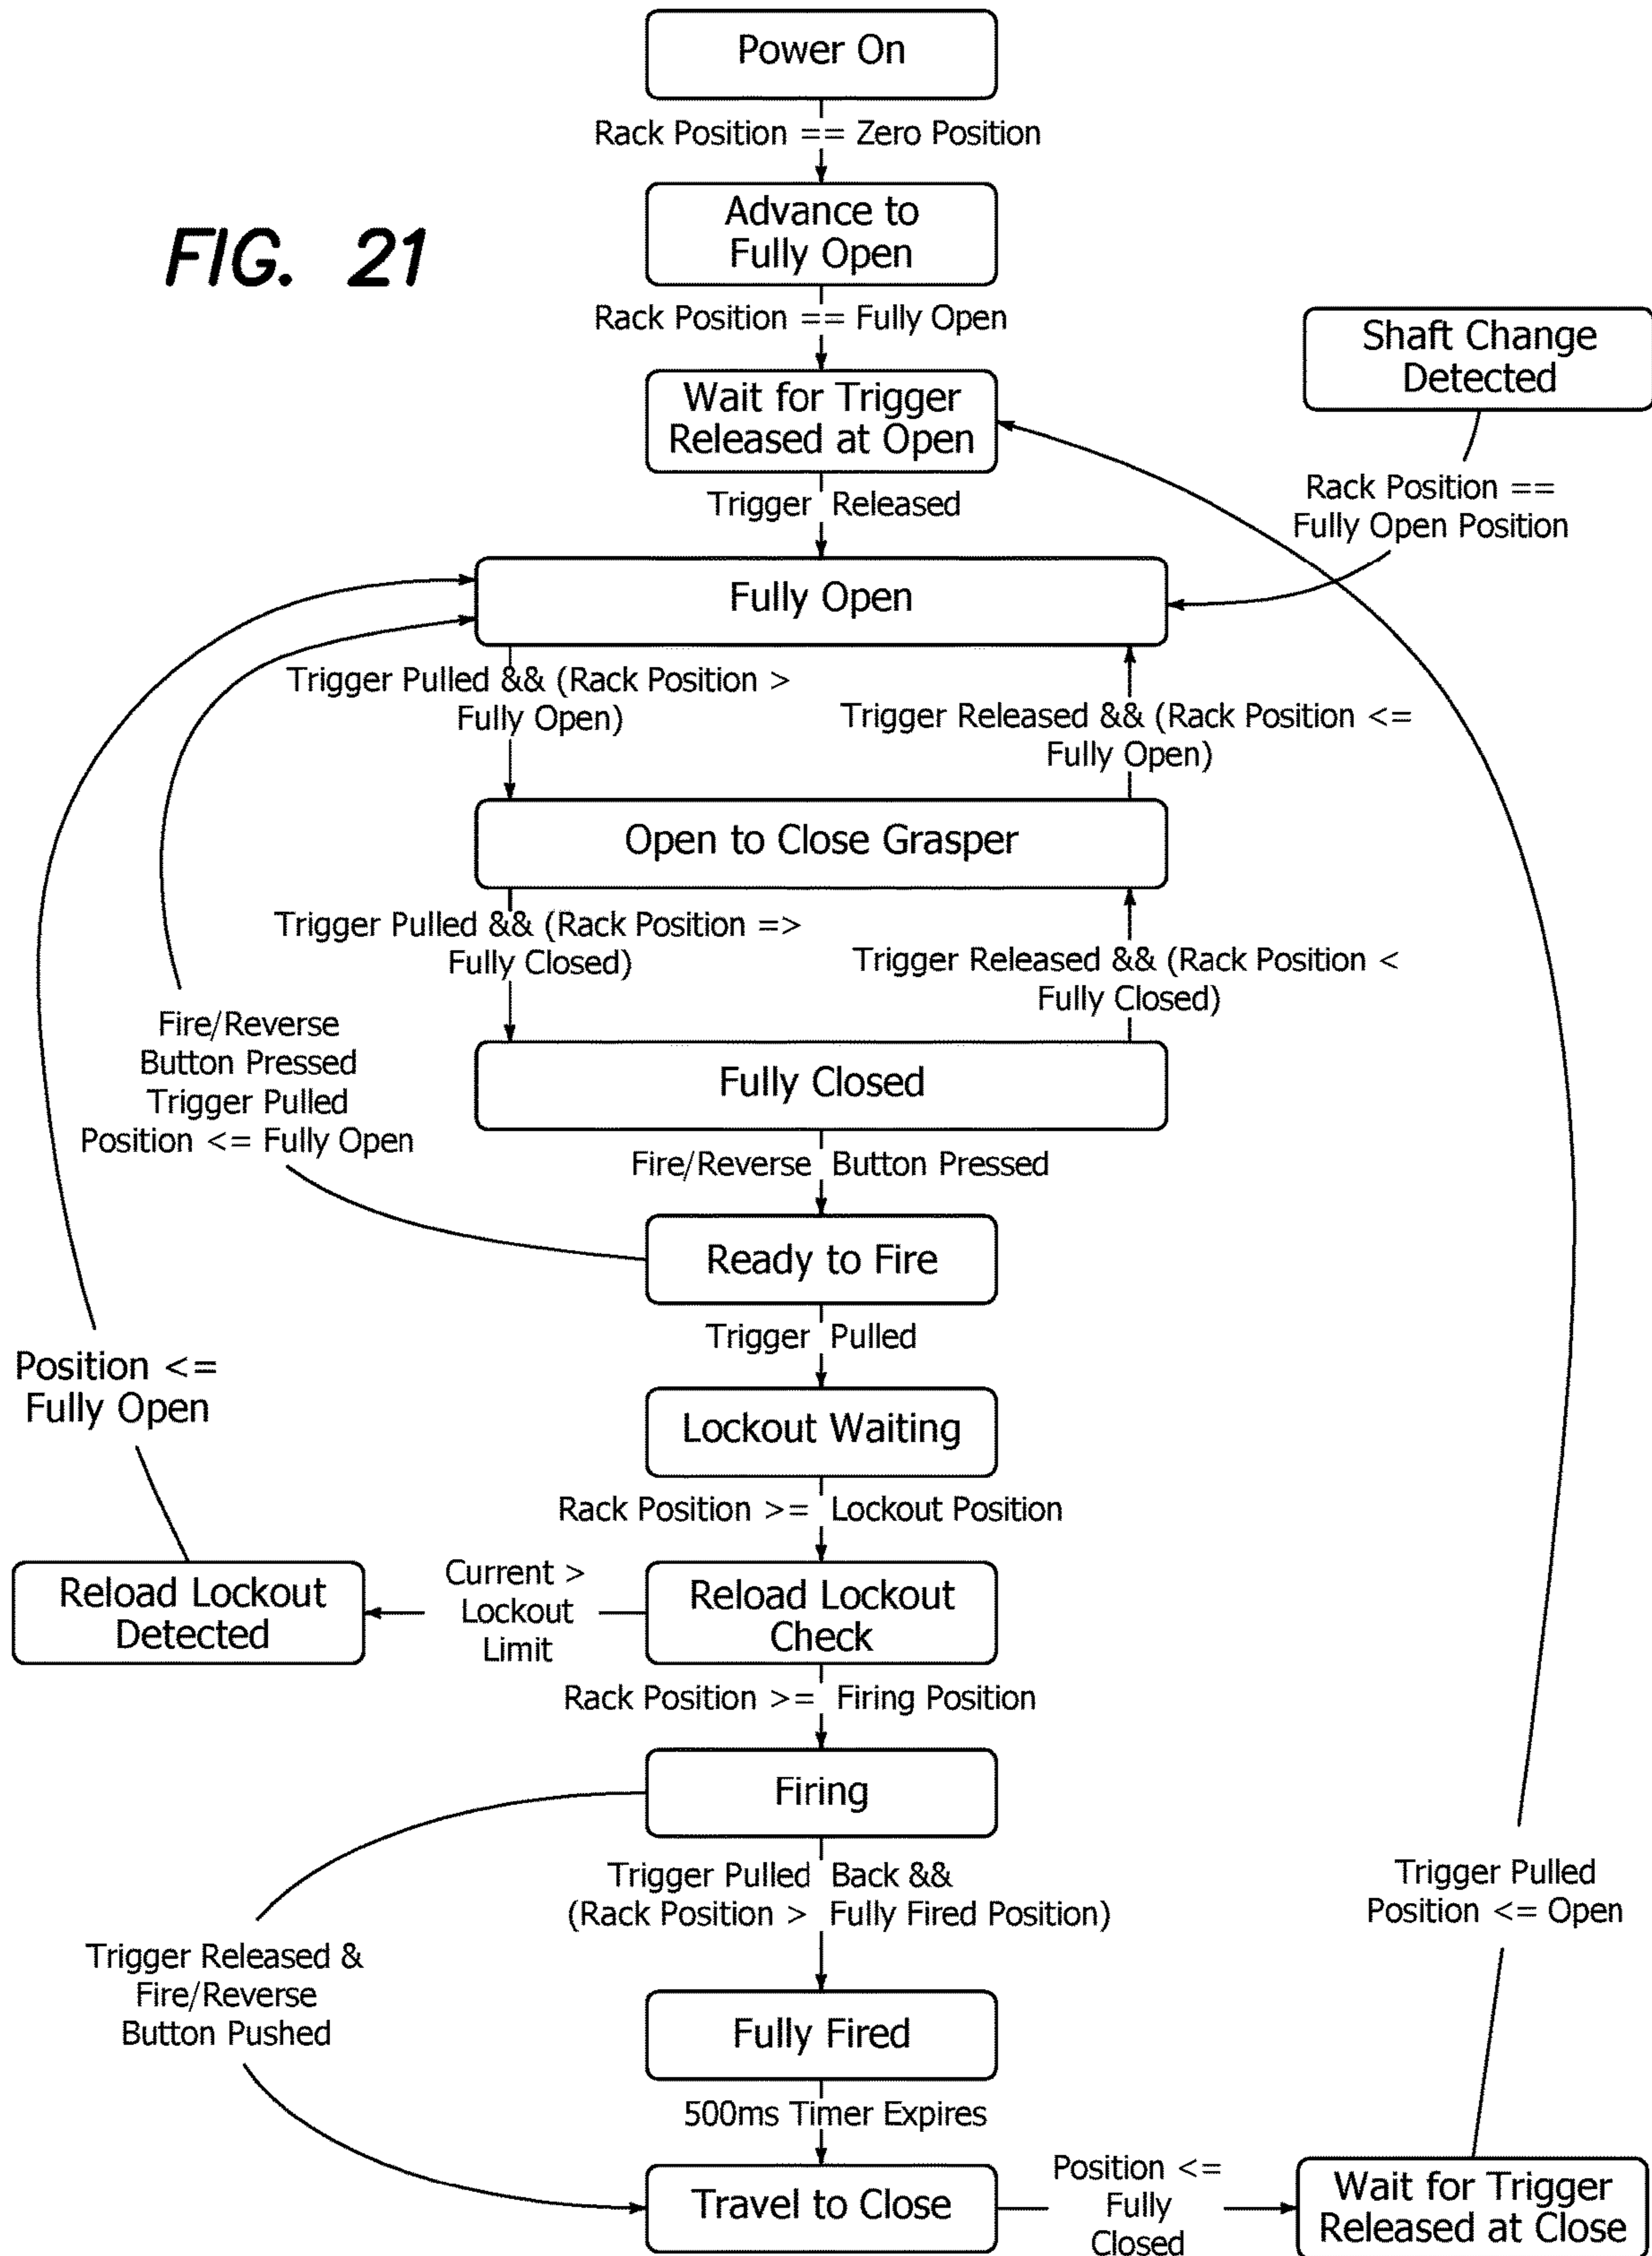 Power On
Rack Position == Zero Position
FIG. 21
Advance to
Fully Open
Rack Position == Fully Open
Shaft Change
Detected
Wait for Trigger
Released at Open
Rack Position ==
Fully Open Position
Trigger Released
Fully Open
Trigger Pulled && (Rack Position >
Fully Open)
Trigger Released && (Rack Position <=
Fully Open)
Open to Close Grasper
Trigger Pulled && (Rack Position =>
Fully Closed)
Trigger Released && (Rack Position <
Fully Closed)
Fire/Reverse
Button Pressed
Trigger Pulled
Position <= Fully Open
Fully Closed
Fire/Reverse Button Pressed
Ready to Fire
Trigger Pulled
Position <=
Fully Open
Lockout Waiting
Rack Position >= Lockout Position
Reload Lockout
Detected
Current >
Lockout
Limit
Reload Lockout
Check
Rack Position >= Firing Position
Firing
Trigger Pulled Back &&
(Rack Position > Fully Fired Position)
Trigger Pulled
Position <= Open
Trigger Released &
Fire/Reverse
Button Pushed
Fully Fired
500ms Timer Expires
Travel to Close
Position <=
Fully
Closed
Wait for Trigger
Released at Close